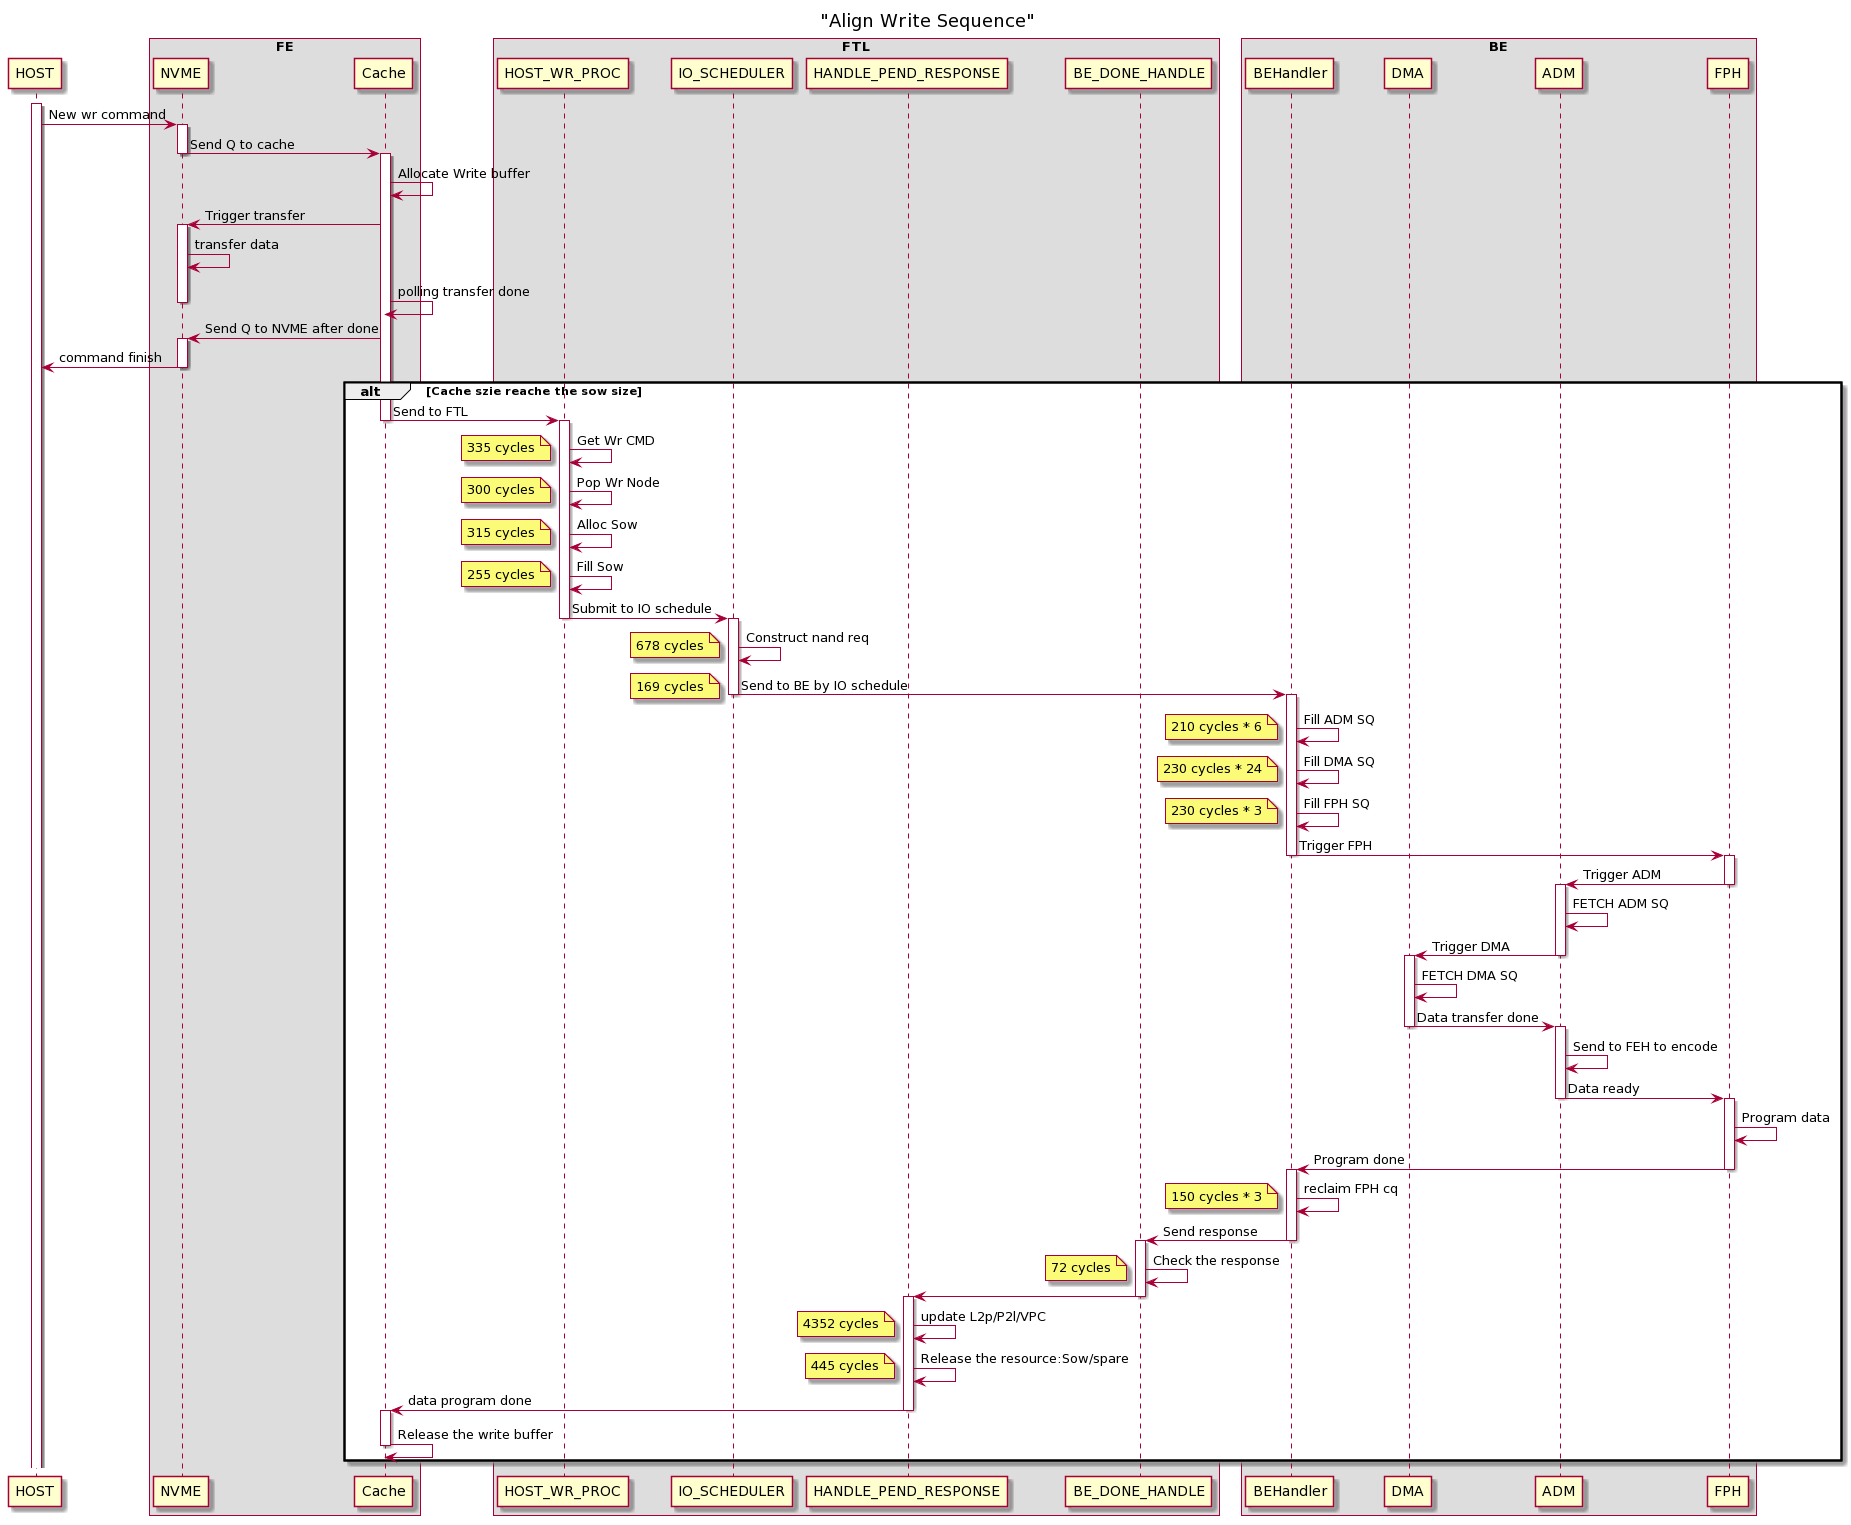 "Align Write Sequence"
FE
FTL
BE
HOST
NVME
Cache
HOST_WR_PROC
IO_SCHEDULER
HANDLE_PEND_RESPONSE
BE_DONE_HANDLE
BEHandler
DMA
ADM
FPH
New wr command
Send Q to cache
Allocate Write buffer
Trigger transfer
transfer data
polling transfer done
Send Q to NVME after done
command finish
alt
[Cache szie reache the sow size]
Send to FTL
335 cycles
Get Wr CMD
300 cycles
Pop Wr Node
315 cycles
Alloc Sow
255 cycles
Fill Sow
Submit to IO schedule
678 cycles
Construct nand req
169 cycles
Send to BE by IO schedule
210 cycles * 6
Fill ADM SQ
230 cycles * 24
Fill DMA SQ
230 cycles * 3
Fill FPH SQ
Trigger FPH
Trigger ADM
FETCH ADM SQ
Trigger DMA
FETCH DMA SQ
Data transfer done
Send to FEH to encode
Data ready
Program data
Program done
150 cycles * 3
reclaim FPH cq
Send response
72 cycles
Check the response
4352 cycles
update L2p/P2l/VPC
445 cycles
Release the resource:Sow/spare
data program done
Release the write buffer
HOST
NVME
Cache
HOST_WR_PROC
IO_SCHEDULER
HANDLE_PEND_RESPONSE
BE_DONE_HANDLE
BEHandler
DMA
ADM
FPH